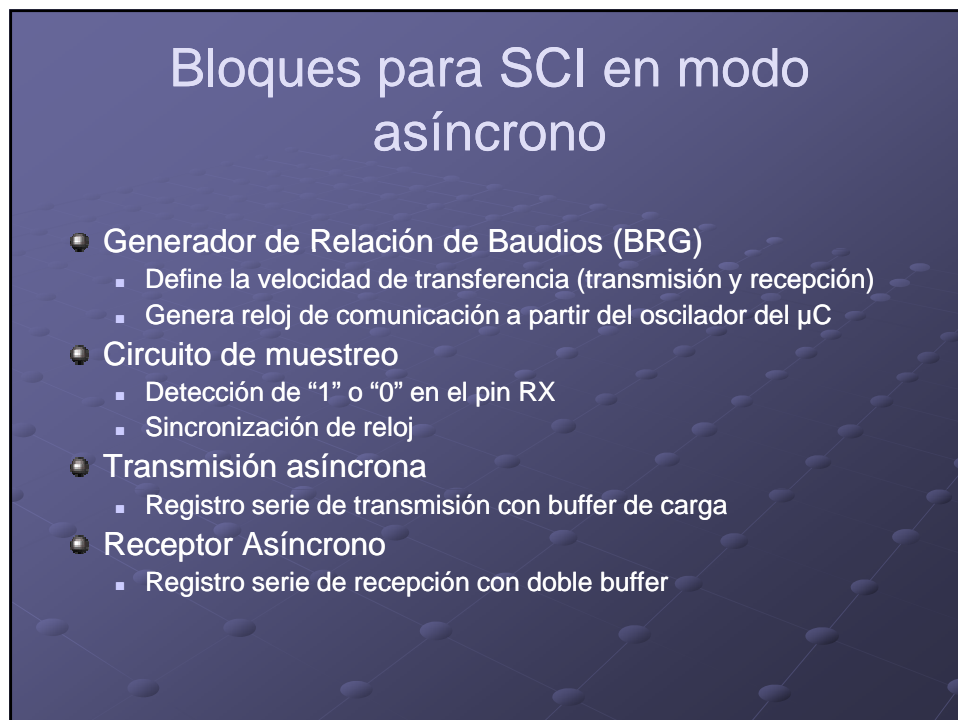 Bloques para SCI en modo
asíncrono
Generador de Relación de Baudios (BRG)
Define la velocidad de transferencia (transmisión y recepción)
Genera reloj de comunicación a partir del oscilador del µC
Circuito de muestreo
Detección de “1” o “0” en el pin RX
Sincronización de reloj
Transmisión asíncrona
Registro serie de transmisión con buffer de carga
Receptor Asíncrono
Registro serie de recepción con doble buffer